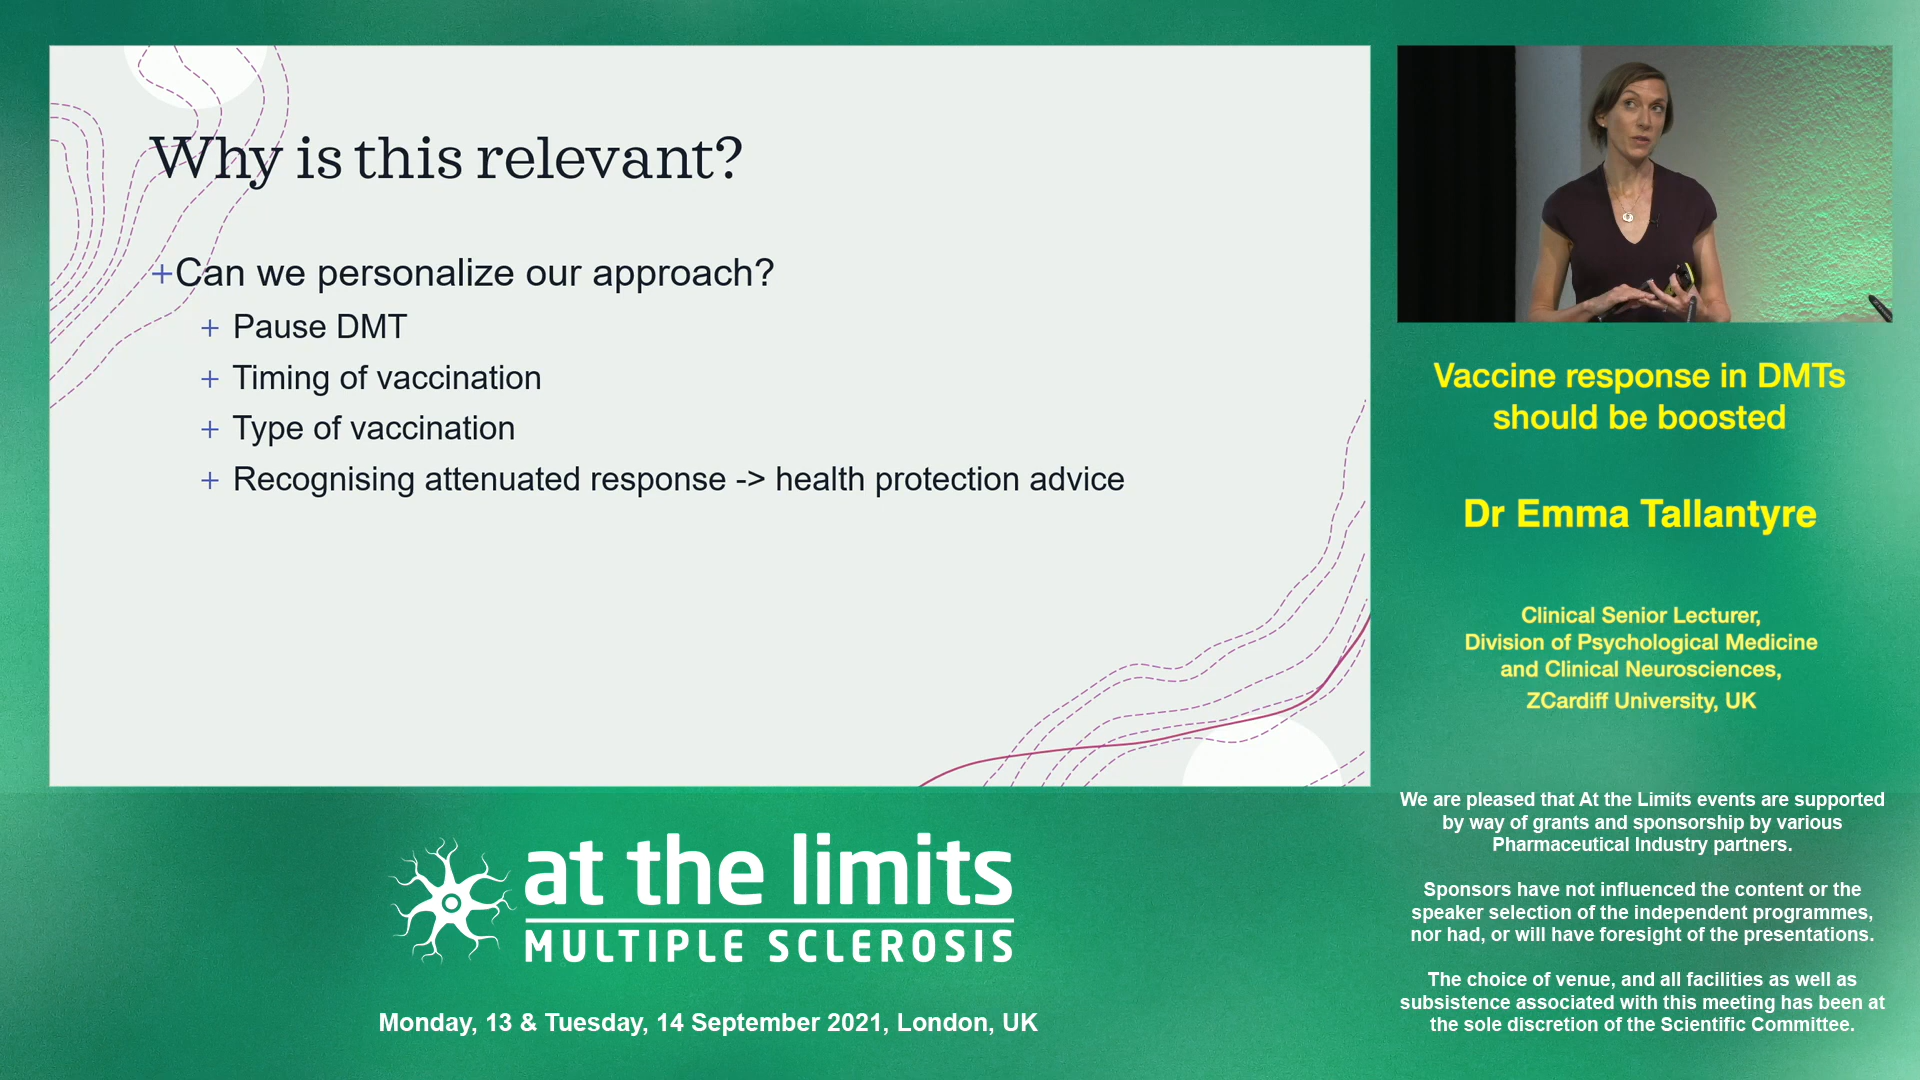 Why is this relevant?
+Can we personalize our approach?
+ Pause DMT
+ Timing of vaccination
+ Type of vaccination
+ Recognising attenuated response -> health protection advice
Vaccine response in DMTs
should be boosted
Dr Emma Tallantyre
Clinical Senior Lecturer,
Division of Psychological Medicine
and Clinical Neurosciences,
ZCardiff University, UK
We are pleased that At the Limits events are supported
by way of grants and sponsorship by various
Pharmaceutical Industry partners.
Sponsors have not influenced the content or the
speaker selection of the independent programmes,
nor had, or will have foresight of the presentations.
The choice of venue, and all facilities as well as
subsistence associated with this meeting has been at
the sole discretion of the Scientific Committee.
at the limits
MULTIPLE SCLEROSIS
Monday, 13 & Tuesday, 14 September 2021, London, UK